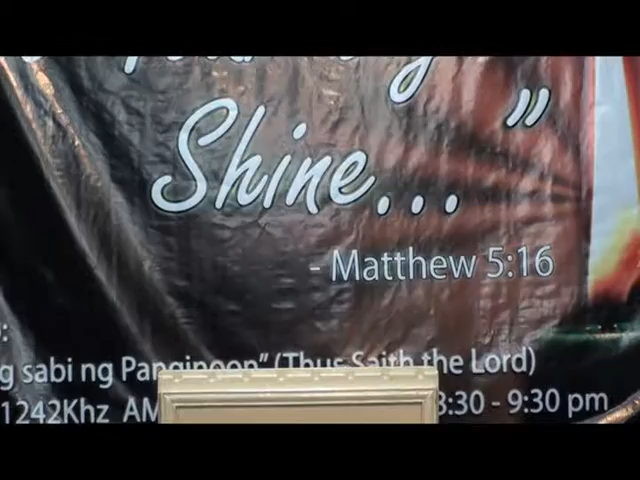 ”
Shine...
- Matthew 5:16
g sabi ng Panginoon” (Thus Saith the Lord)
1242Khz AM 8:30 - 9:30 pm